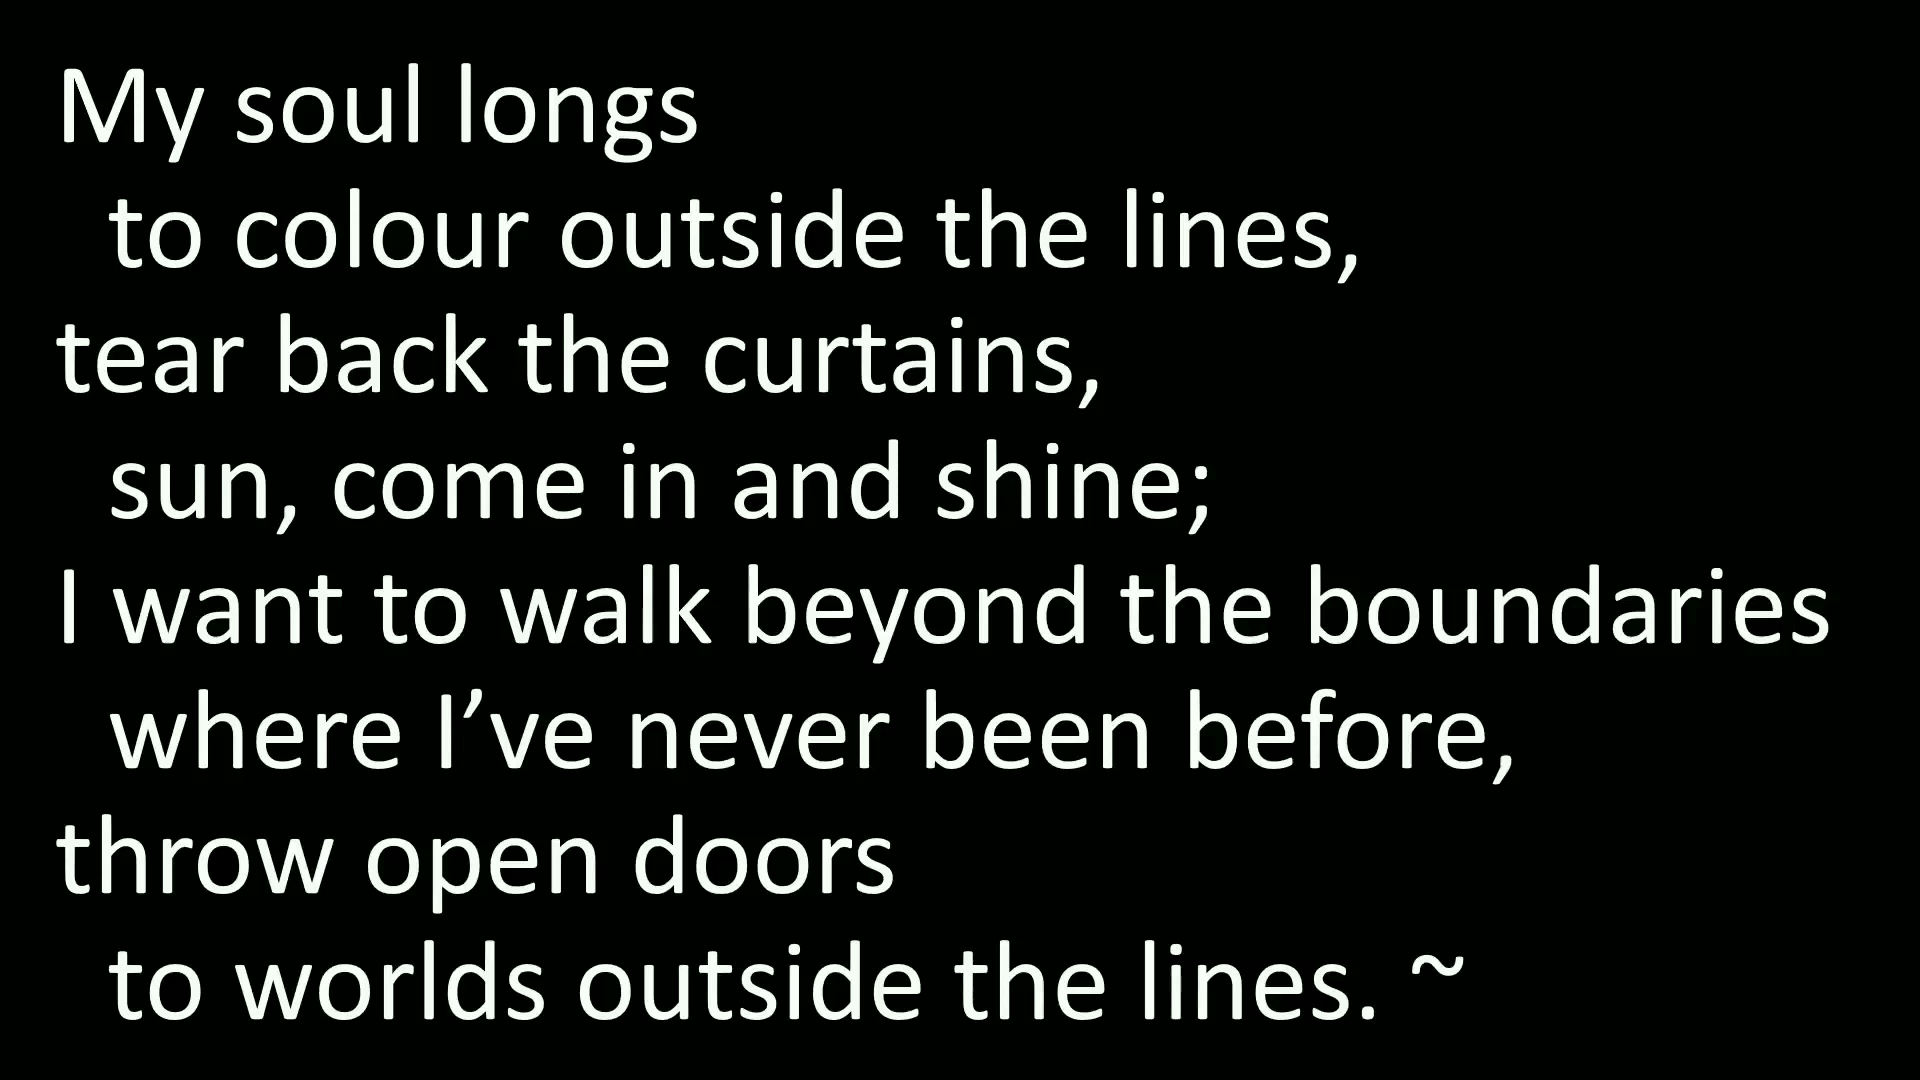 My soul longs
to colour outside the lines,
tear back the curtains,
sun, come in and shine;
I want to walk beyond the boundaries
where I’ve never been before,
throw open doors
to worlds outside the lines. ~